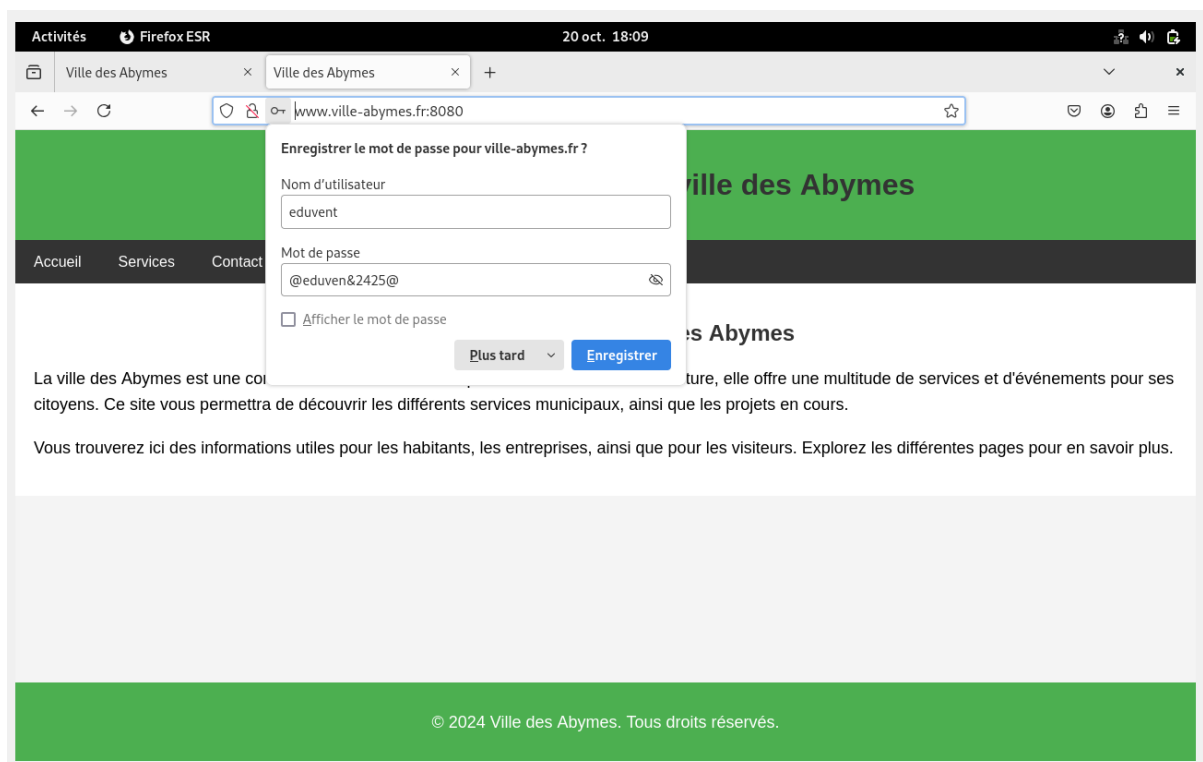 Activités Firefox ESR 20 oct. 18:09
Ville des Abymes × Ville des Abymes × +
www.ville-abymes.fr:8080
Enregistrer le mot de passe pour ville-abymes.fr ?
Nom d'utilisateur
eduvent
Mot de passe
@eduven&2425@
Afficher le mot de passe
Plus tard Enregistrer
ville des Abymes
Accueil Services Contact
es Abymes
La ville des Abymes est une ture, elle offre une multitude de services et d'événements pour ses
citoyens. Ce site vous permettra de découvrir les différents services municipaux, ainsi que les projets en cours.
Vous trouverez ici des informations utiles pour les habitants, les entreprises, ainsi que pour les visiteurs. Explorez les différentes pages pour en savoir plus.
© 2024 Ville des Abymes. Tous droits réservés.